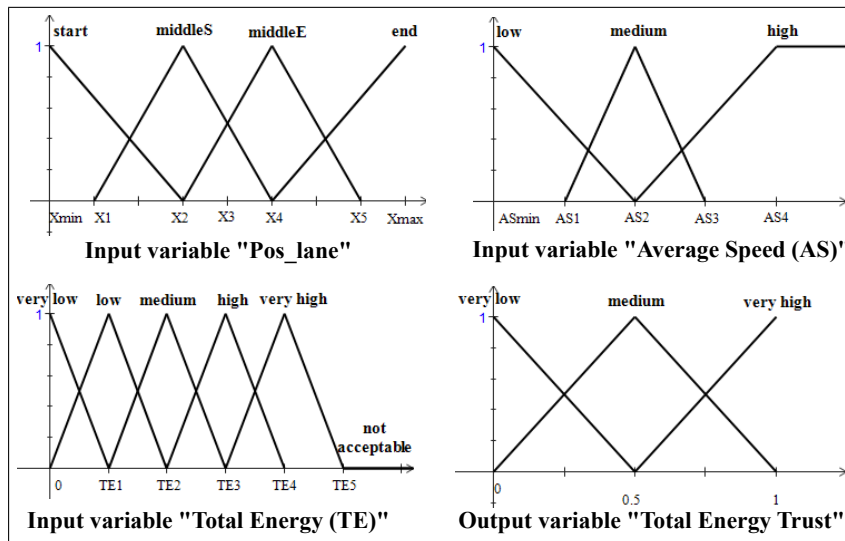 start middleS middleE end
1
Xmin X1 X2 X3 X4 X5 Xmax
Input variable "Pos_lane"
low medium high
1
ASmin AS1 AS2 AS3 AS4
Input variable "Average Speed (AS)"
very low low medium high very high
1
not
acceptable
0 TE1 TE2 TE3 TE4 TE5
Input variable "Total Energy (TE)"
very low medium very high
1
0 0.5 1
Output variable "Total Energy Trust"